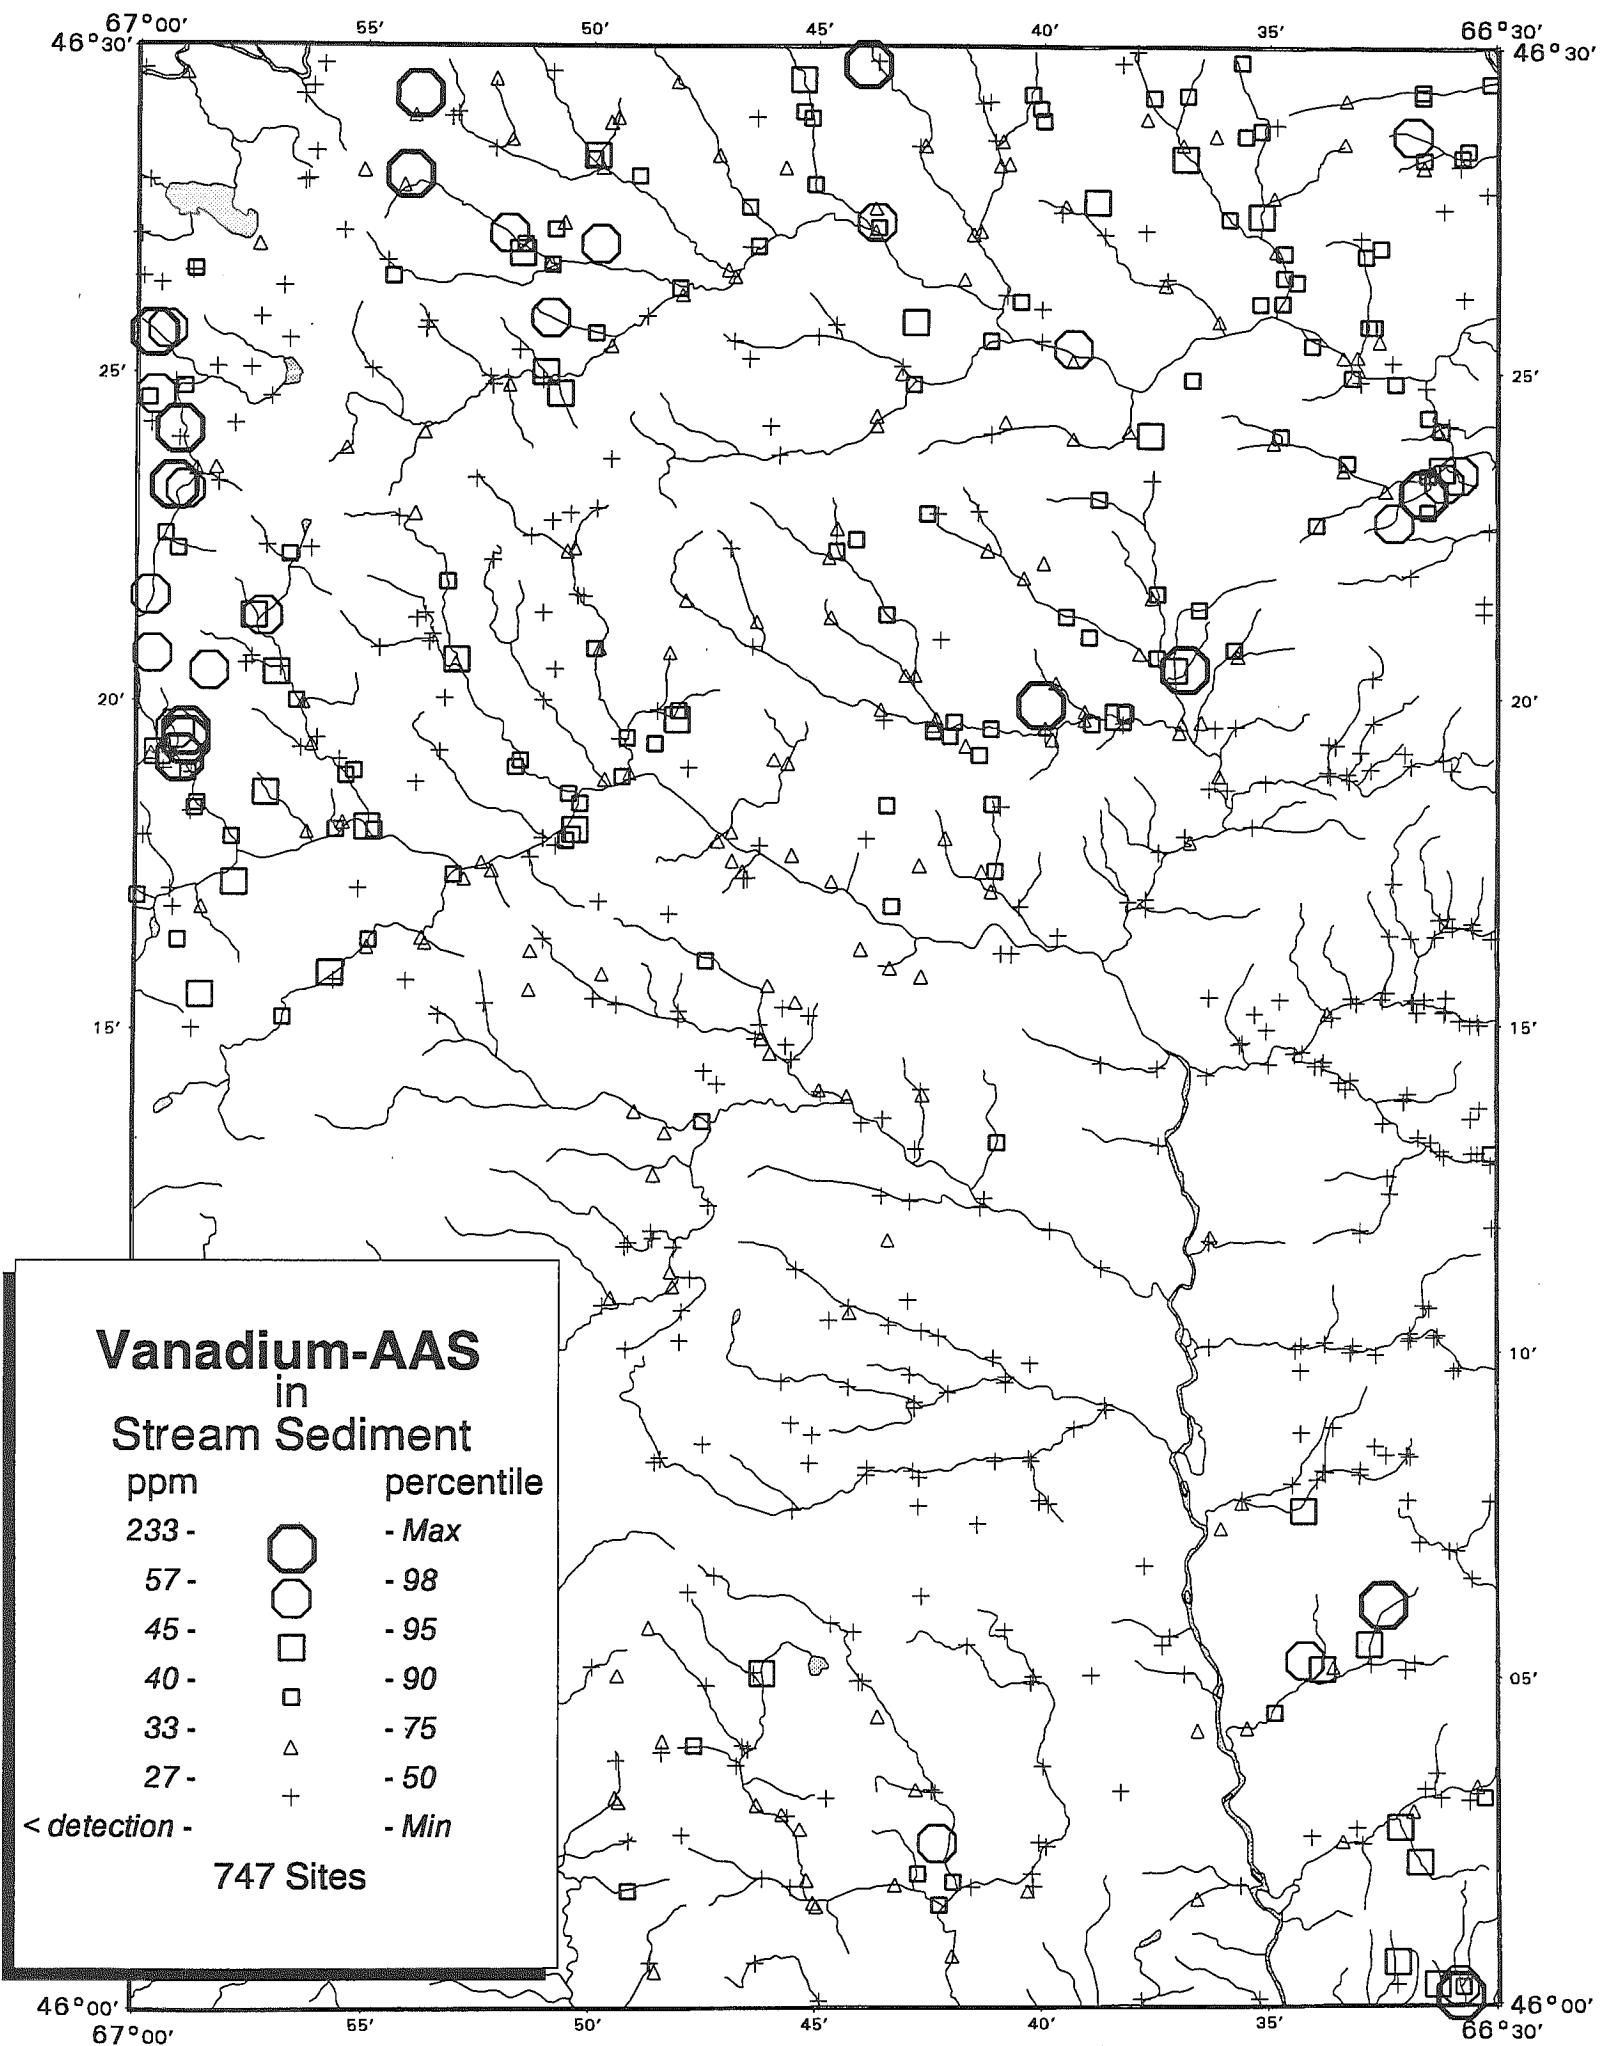 67°00′ 55′ 50′ 45′ 40′ 35′ 66°30′
46°30′ 46°30′
25′ 25′
20′ 20′
15′ 15′
10′
05′
Vanadium-AAS
in
Stream Sediment
ppm percentile
233 - - Max
57 - - 98
45 - - 95
40 - - 90
33 - - 75
27 - - 50
< detection - - Min
747 Sites
46°00′ 46°00′
67°00′ 55′ 50′ 45′ 40′ 35′ 66°30′